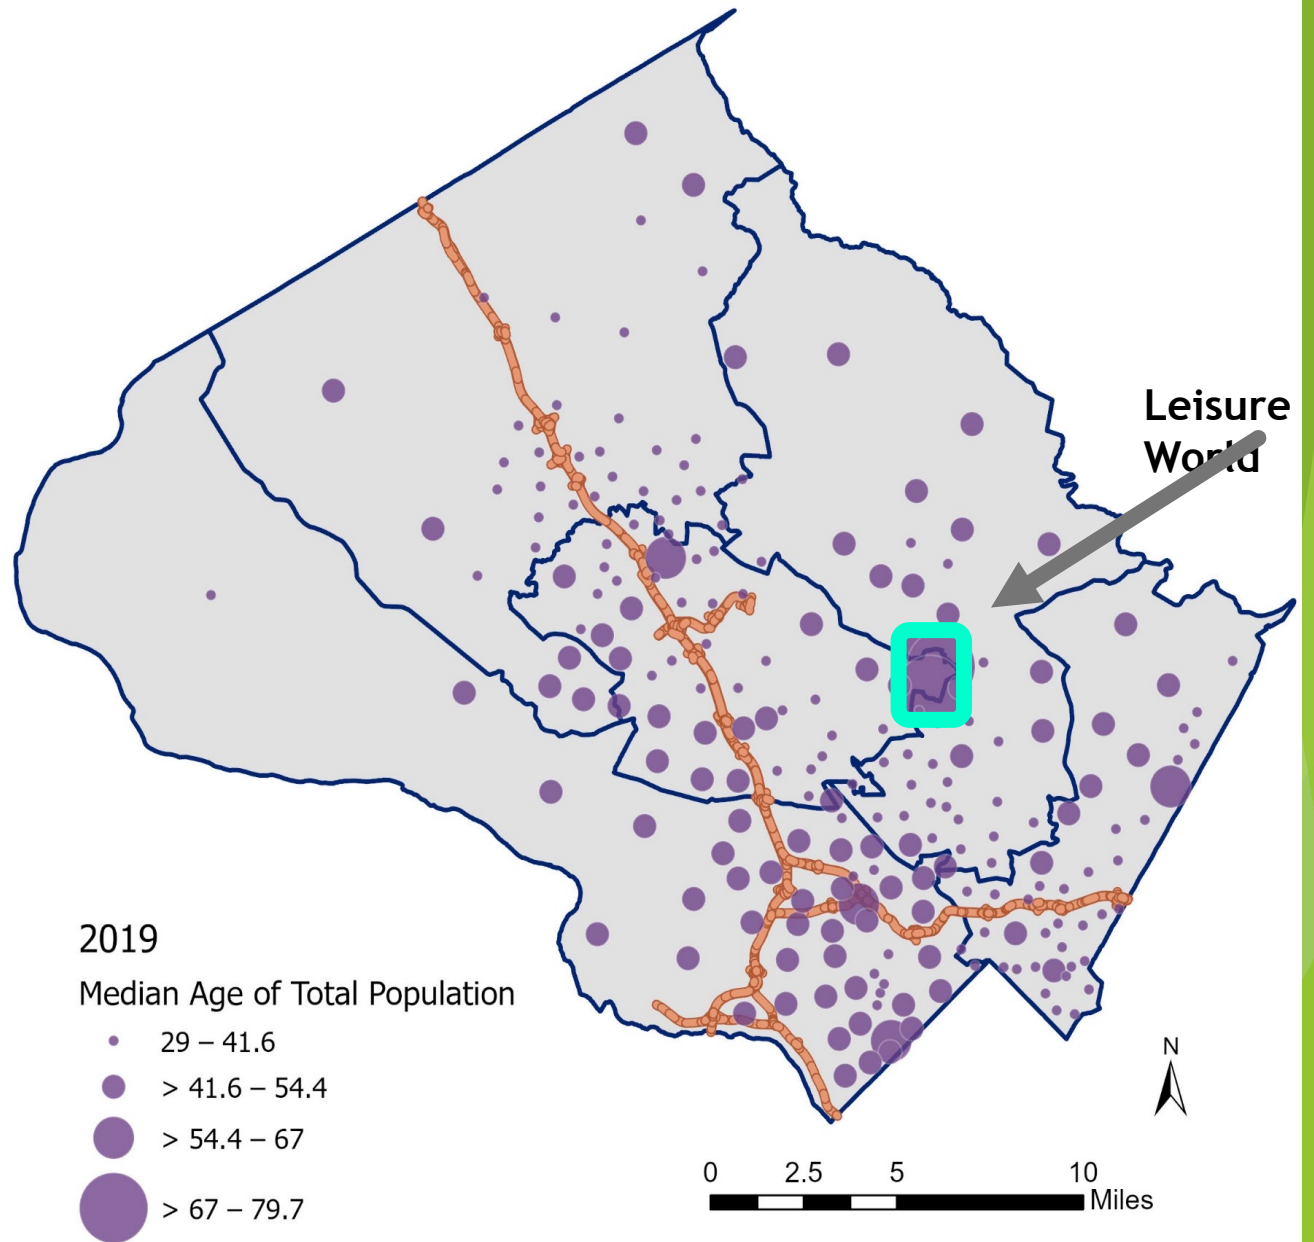 Leisure
World
2019
Median Age of Total Population
29 – 41.6
> 41.6 – 54.4
> 54.4 – 67
> 67 – 79.7
N
0 2.5 5 10
Miles